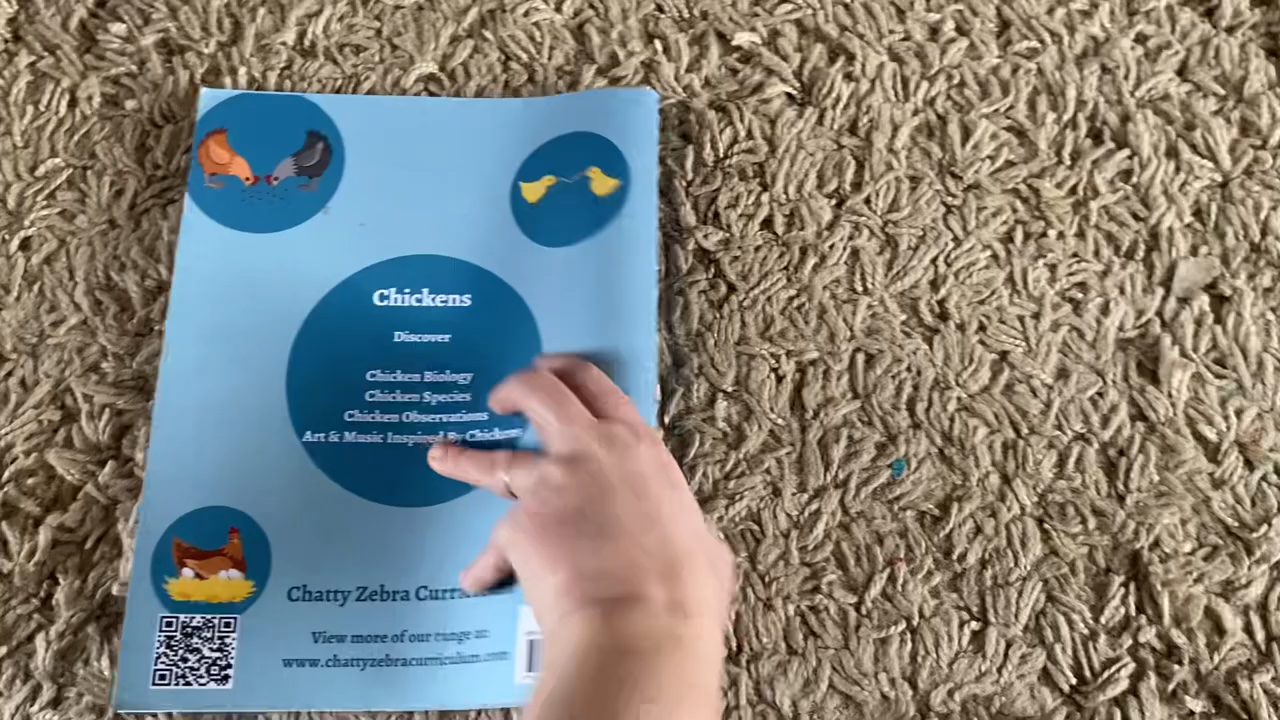 Chickens
Discover
Chicken Biology
Chicken Species
Chicken Observations
Art & Music Inspired By Chickens
Chatty Zebra
View more of our range at:
www.chattyzebracurriculum.com